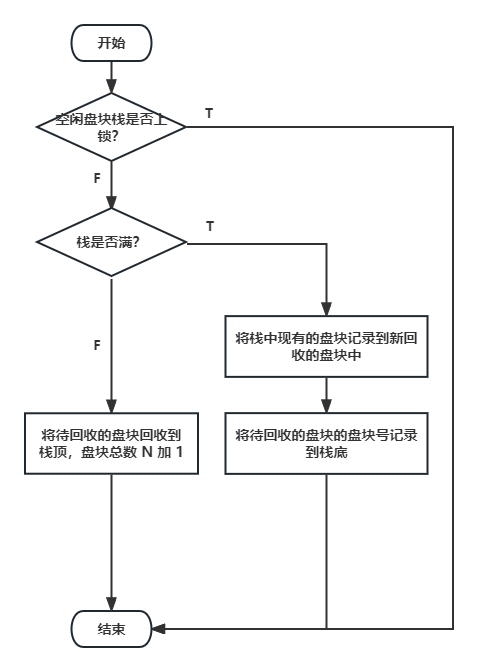 开始
空闲盘块栈是否上
锁？
T
F
栈是否满？
T
将栈中现有的盘块记录到新回
收的盘块中
F
将待回收的盘块回收到
栈顶，盘块总数 N 加 1
将待回收的盘块的盘块号记录
到栈底
结束